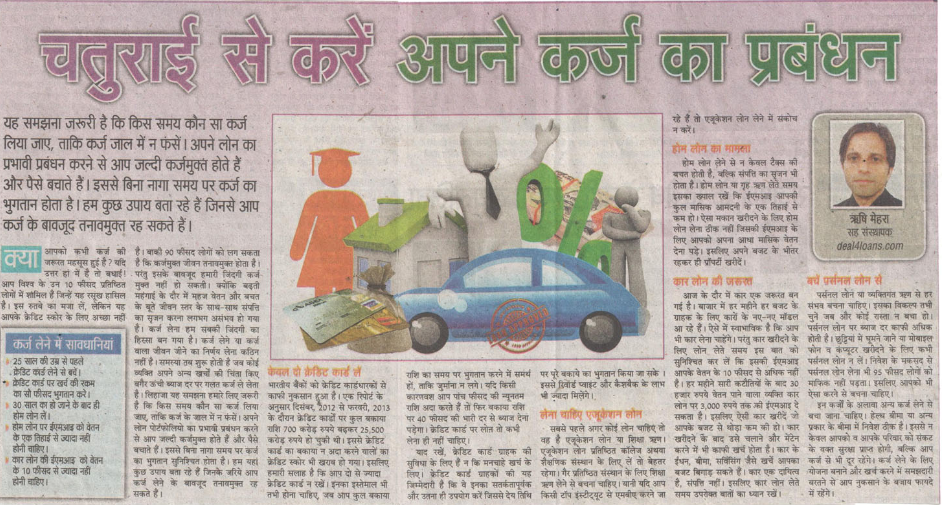 चतुराई से करें अपने कर्ज का प्रबंधन
यह समझना जरूरी है कि किस समय कौन सा कर्ज
लिया जाए, ताकि कर्ज जाल में न फंसें। अपने लोन का
प्रभावी प्रबंधन करने से आप जल्दी कर्जमुक्त होते हैं
और पैसे बचाते हैं। इससे बिना नागा समय पर कर्ज का
भुगतान होता है। हम कुछ उपाय बता रहे हैं जिनसे आप
कर्ज के बावजूद तनावमुक्त रह सकते हैं।
क्या आपको कभी कर्ज की
जरूरत महसूस हुई है? यदि
उत्तर हां में है तो बधाई!
आप विश्व के उन 10 फीसद प्रतिष्ठित
लोगों में शामिल हैं जिन्हें यह रसूख हासिल
है। इस रुतबे का मजा लें, लेकिन यह
आपके क्रेडिट स्कोर के लिए अच्छा नहीं
कर्ज लेने में सावधानियां
25 साल की उम्र से पहले
क्रेडिट कार्ड लेने से बचें।
क्रेडिट कार्ड पर खर्च की रकम
का सौ फीसद भुगतान करें।
30 साल का हो जाने के बाद ही
होम लोन लें।
होम लोन पर ईएमआइ को वेतन
के एक तिहाई से ज्यादा नहीं
होनी चाहिए।
कार लोन की ईएमआइ को वेतन
के 10 फीसद से ज्यादा नहीं
होनी चाहिए।
है। बाकी 90 फीसद लोगों को लग सकता
है कि कर्जमुक्त जीवन तनावमुक्त होता है।
परंतु इसके बावजूद हमारी जिंदगी कर्ज
मुक्त नहीं हो सकती। क्योंकि बढ़ती
महंगाई के दौर में महज वेतन और बचत
के बूते जीवन स्तर के साथ-साथ संपत्ति
का सृजन करना लगभग असंभव हो गया
है। कर्ज लेना हम सबकी जिंदगी का
हिस्सा बन गया है। कर्ज लेने या कर्ज
वाला जीवन जीने का निर्णय लेना कठिन
नहीं है। समस्या तब शुरू होती है जब कोई
व्यक्ति अपने अन्य खर्चों की चिंता किए
बगैर ऊंची ब्याज दर पर गलत कर्ज ले लेता
है। लिहाजा यह समझना हमारे लिए जरूरी
है कि किस समय कौन सा कर्ज लिया
जाए, ताकि कर्ज के जाल में न फंसें। अपने
लोन पोर्टफोलियो का प्रभावी प्रबंधन करने
से आप जल्दी कर्जमुक्त होते हैं और पैसे
बचाते हैं। इससे बिना नागा समय पर कर्ज
का भुगतान सुनिश्चित होता है। हम यहां
कुछ उपाय बता रहे हैं जिनके जरिये आप
कर्ज लेने के बावजूद तनावमुक्त रह
सकते हैं।
केवल दो क्रेडिट कार्ड लें
भारतीय बैंकों को क्रेडिट कार्डधारकों से
काफी नुकसान हुआ है। एक रिपोर्ट के
अनुसार दिसंबर, 2012 से फरवरी, 2013
के दौरान क्रेडिट कार्डों पर कुल बकाया
राशि 700 करोड़ रुपये बढ़कर 25,500
करोड़ रुपये हो चुकी थी। इससे क्रेडिट
कार्ड का बकाया न अदा करने वालों का
क्रेडिट स्कोर भी खराब हो गया। इसलिए
हमारी सलाह है कि आप दो से ज्यादा
क्रेडिट कार्ड न रखें। इनका इस्तेमाल भी
तभी होना चाहिए, जब आप कुल बकाया
राशि का समय पर भुगतान करने में समर्थ
हों, ताकि जुर्माना न लगे। यदि किसी
कारणवश आप पांच फीसद की न्यूनतम
राशि अदा करते हैं तो फिर बकाया राशि
पर 40 फीसद की भारी दर से ब्याज देना
पड़ेगा। क्रेडिट कार्ड पर लोन तो कभी
लेना ही नहीं चाहिए।
याद रखें, क्रेडिट कार्ड ग्राहक की
सुविधा के लिए हैं न कि मनचाहे खर्च के
लिए। क्रेडिट कार्ड ग्राहकों की यह
जिम्मेदारी है कि वे इनका सतर्कतापूर्वक
और उतना ही उपयोग करें जिससे देय तिथि
पर पूरे बकाये का भुगतान किया जा सके।
इससे रिवॉर्ड प्वाइंट और कैशबैक के लाभ
भी ज्यादा मिलेंगे।
लेना चाहिए एजूकेशन लोन
सबसे पहले अगर कोई लोन चाहिए तो
वह है एजूकेशन लोन या शिक्षा ऋण।
एजूकेशन लोन प्रतिष्ठित कॉलेज अथवा
शैक्षणिक संस्थान के लिए लें तो बेहतर
रहेगा। गैर प्रतिष्ठित संस्थान के लिए शिक्षा
ऋण लेने से बचना चाहिए। यानी यदि आप
किसी टॉप इंस्टीट्यूट से एमबीए करने जा
रहे हैं तो एजूकेशन लोन लेने में संकोच
न करें।
होम लोन का मामला
होम लोन लेने से न केवल टैक्स की
बचत होती है, बल्कि संपत्ति का सृजन भी
होता है। होम लोन या गृह ऋण लेते समय
इसका ख्याल रखें कि ईएमआइ आपकी
कुल मासिक आमदनी के एक तिहाई से
कम हो। ऐसा मकान खरीदने के लिए होम
लोन लेना ठीक नहीं जिसकी ईएमआइ के
लिए आपको अपना आधा मासिक वेतन
देना पड़े। इसलिए अपने बजट के भीतर
रहकर ही प्रॉपर्टी खरीदें।
कार लोन की जरूरत
आज के दौर में कार एक जरूरत बन
गई है। बाजार में हर महीने हर बजट के
ग्राहक के लिए कारों के नए-नए मॉडल
आ रहे हैं। ऐसे में स्वाभाविक है कि आप
भी कार लेना चाहेंगे। परंतु कार खरीदने के
लिए लोन लेते समय इस बात को
सुनिश्चित कर लें कि इसकी ईएमआइ
आपके वेतन के 10 फीसद से अधिक नहीं
है। हर महीने सारी कटौतियों के बाद 30
हजार रुपये वेतन पाने वाला व्यक्ति कार
लोन पर 3,000 रुपये तक की ईएमआइ दे
सकता है। इसलिए ऐसी कार खरीदें जो
आपके बजट से थोड़ा कम की हो। कार
खरीदने के बाद उसे चलाने और मेंटेन
करने में भी काफी खर्च होता है। कार के
ईंधन, बीमा, सर्विसिंग जैसे खर्चे आपका
बजट बिगाड़ सकते हैं। कार एक दायित्व
है, संपत्ति नहीं। इसलिए कार लोन लेते
समय उपरोक्त बातों का ध्यान रखें।
ऋषि मेहरा
सह संस्थापक
deal4loans.com
बचें पर्सनल लोन से
पर्सनल लोन या व्यक्तिगत ऋण से हर
संभव बचना चाहिए। इसका विकल्प तभी
चुनें जब और कोई रास्ता न बचा हो।
पर्सनल लोन पर ब्याज दर काफी अधिक
होती है। छुट्टियों में घूमने जाने या मोबाइल
फोन व कंप्यूटर खरीदने के लिए कभी
पर्सनल लोन न लें। निवेश के मकसद से
पर्सनल लोन लेना भी 95 फीसद लोगों को
माफिक नहीं पड़ता। इसलिए आपको भी
ऐसा करने से बचना चाहिए।
इन कर्जों के अलावा अन्य कर्ज लेने से
बचा जाना चाहिए। हेल्थ बीमा या अन्य
प्रकार के बीमा में निवेश ठीक है। इससे न
केवल आपको व आपके परिवार को संकट
के वक्त सुरक्षा प्राप्त होगी, बल्कि आप
कर्ज से भी दूर रहेंगे। कर्ज लेने के लिए
योजना बनाने और खर्च करने में समझदारी
बरतने से आप नुकसान के बजाय फायदे
में रहेंगे।